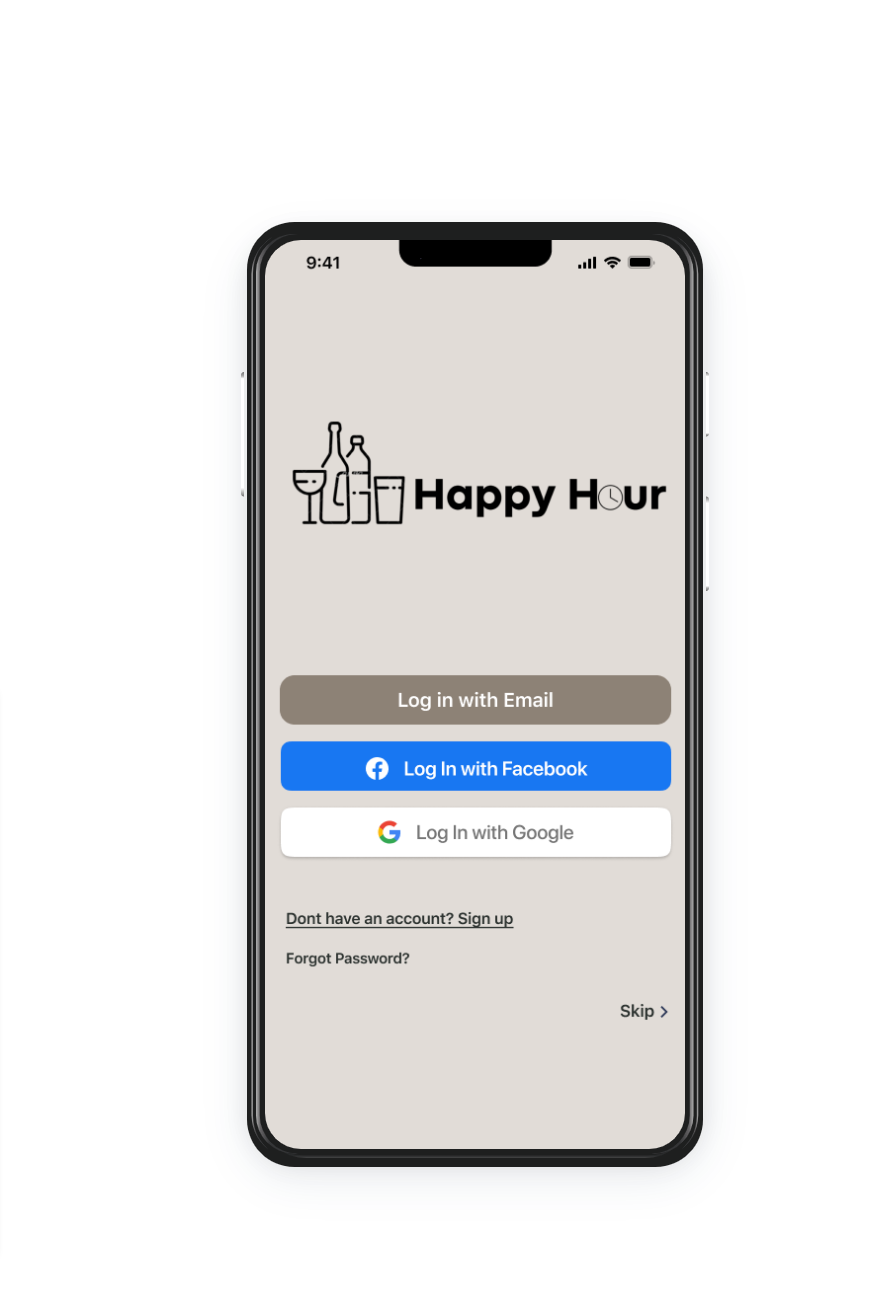 9:41
Happy Hour
Log in with Email
Log In with Facebook
Log In with Google
Dont have an account? Sign up
Forgot Password?
Skip >